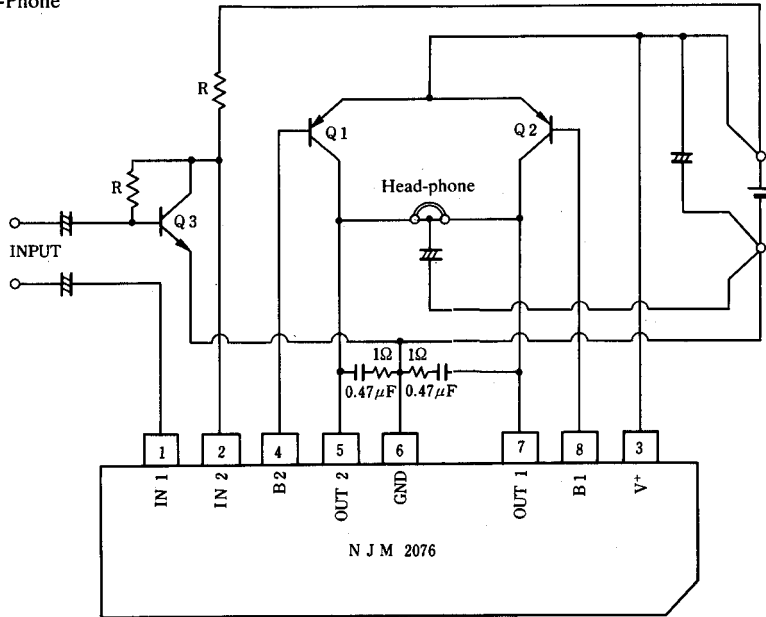 -Phone
R
Q1
Q2
R
Head-phone
Q3
INPUT
1Ω 1Ω
0.47μF 0.47μF
1 2 4 5 6 7 8 3
IN 1
IN 2
B2
OUT 2
GND
OUT 1
B1
V+
NJM 2076